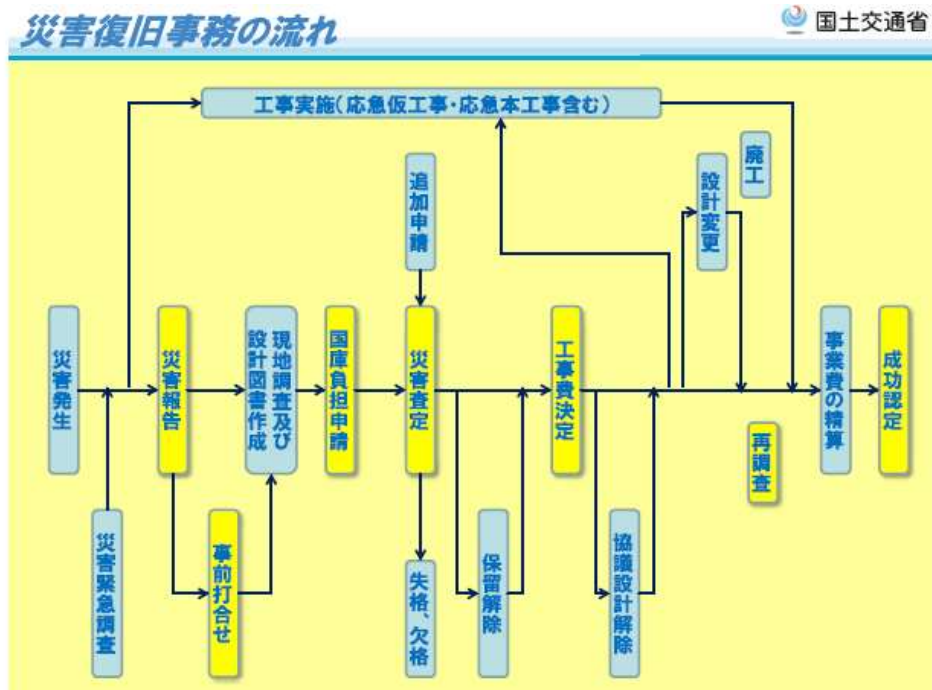 災害復旧事務の流れ
国土交通省
工事実施(応急仮工事・応急本工事含む)
廃工
追加申請
設計変更
災害発生
災害報告
現地調査及び
設計図書作成
国庫負担申請
災害査定
工事費決定
事業費の精算
成功認定
再調査
災害緊急調査
事前打合せ
失格、欠格
保留解除
協議設計解除